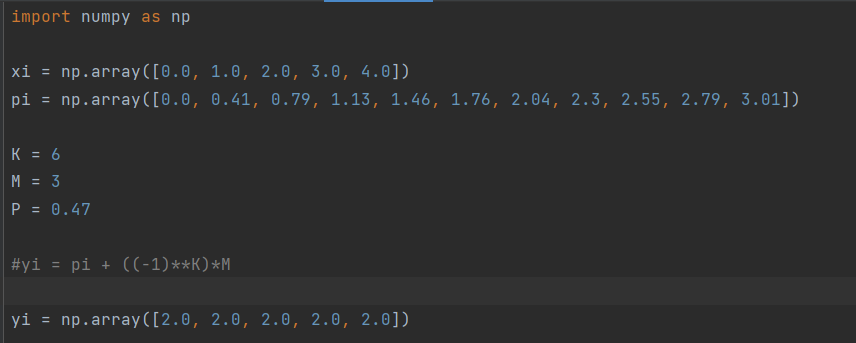 import numpy as np
xi = np.array([0.0, 1.0, 2.0, 3.0, 4.0])
pi = np.array([0.0, 0.41, 0.79, 1.13, 1.46, 1.76, 2.04, 2.3, 2.55, 2.79, 3.01])
K = 6
M = 3
P = 0.47
#yi = pi + ((-1)**K)*M
yi = np.array([2.0, 2.0, 2.0, 2.0, 2.0])